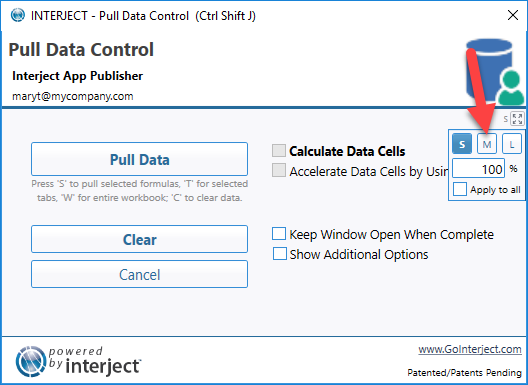 INTERJECT - Pull Data Control (Ctrl Shift J)
Pull Data Control
Interject App Publisher
maryt@mycompany.com
S
S M L
100 %
Apply to all
Pull Data
Press 'S' to pull selected formulas, 'T' for selected
tabs, 'W' for entire workbook; 'C' to clear data.
Calculate Data Cells
Accelerate Data Cells by
Clear
Cancel
Keep Window Open When Complete
Show Additional Options
powered
by interject™
www.GoInterject.com
Patented/Patents Pending